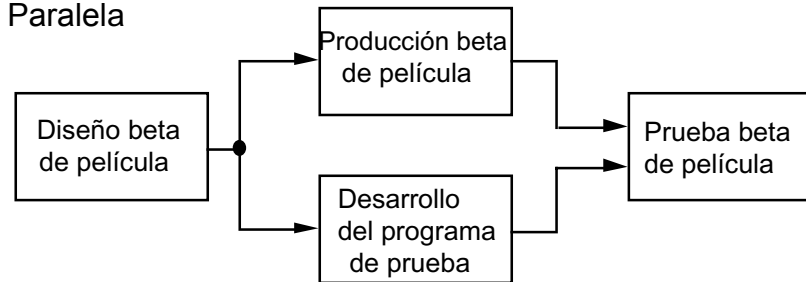 Paralela
Producción beta
de película
Diseño beta
de película
Prueba beta
de película
Desarrollo
del programa
de prueba